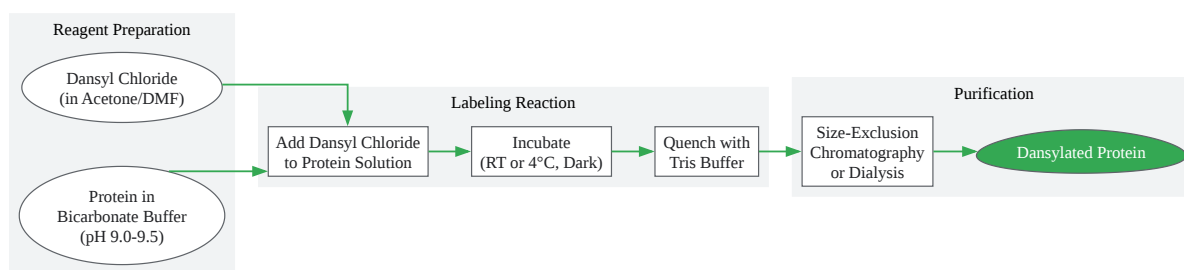 Reagent Preparation
Dansyl Chloride
(in Acetone/DMF)
Protein in
Bicarbonate Buffer
(pH 9.0-9.5)
Labeling Reaction
Add Dansyl Chloride
to Protein Solution
Incubate
(RT or 4°C, Dark)
Quench with
Tris Buffer
Purification
Size-Exclusion
Chromatography
or Dialysis
Dansylated Protein